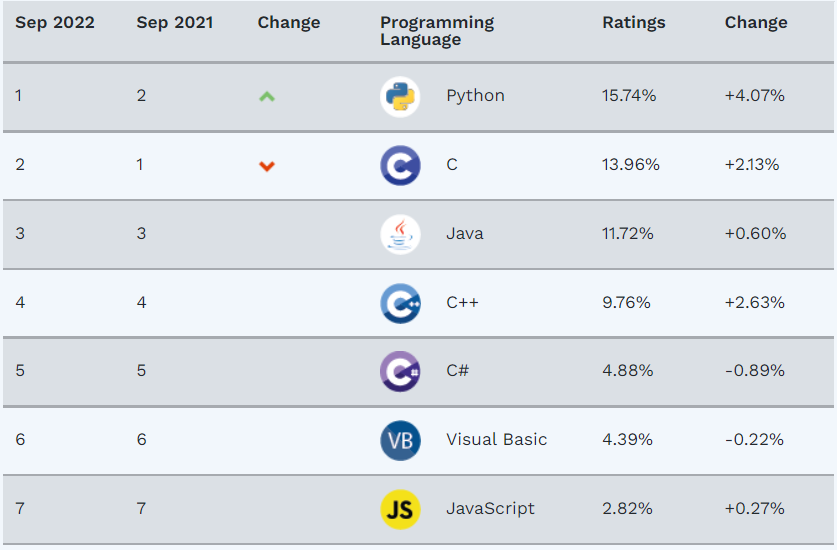 Sep 2022 Sep 2021 Change Programming Language Ratings Change
1 2 Python 15.74% +4.07%
2 1 C C 13.96% +2.13%
3 3 Java 11.72% +0.60%
4 4 C++ C++ 9.76% +2.63%
5 5 C# C# 4.88% -0.89%
6 6 VB Visual Basic 4.39% -0.22%
7 7 JS JavaScript 2.82% +0.27%